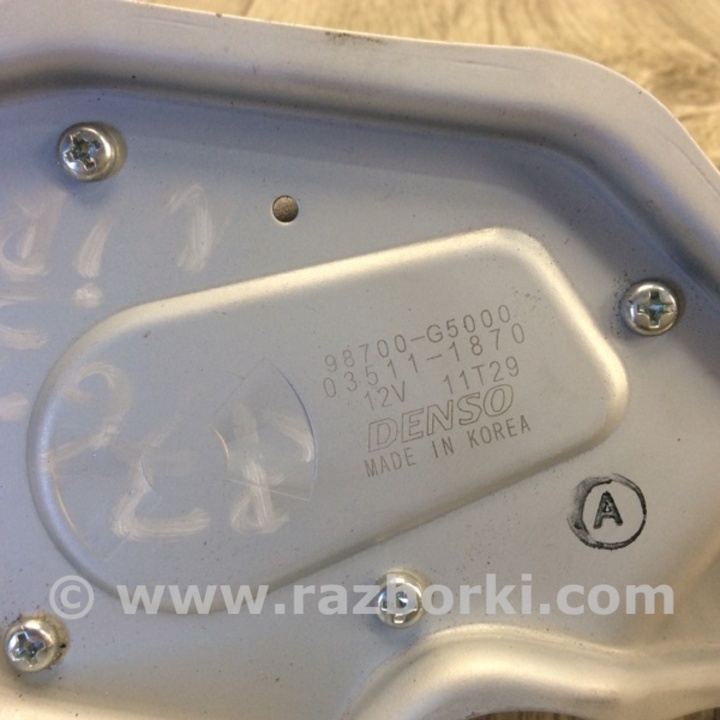 98700-G5000
03511-1870
12V 11T29
DENSO
MADE IN KOREA
A
© www.razborki.com